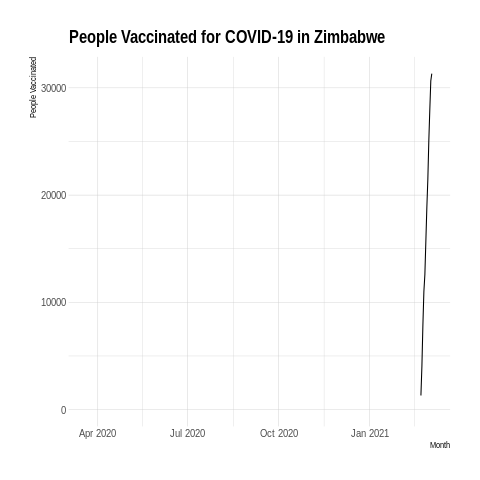 People Vaccinated for COVID-19 in Zimbabwe
People Vaccinated
30000
20000
10000
0
Apr 2020 Jul 2020 Oct 2020 Jan 2021
Month